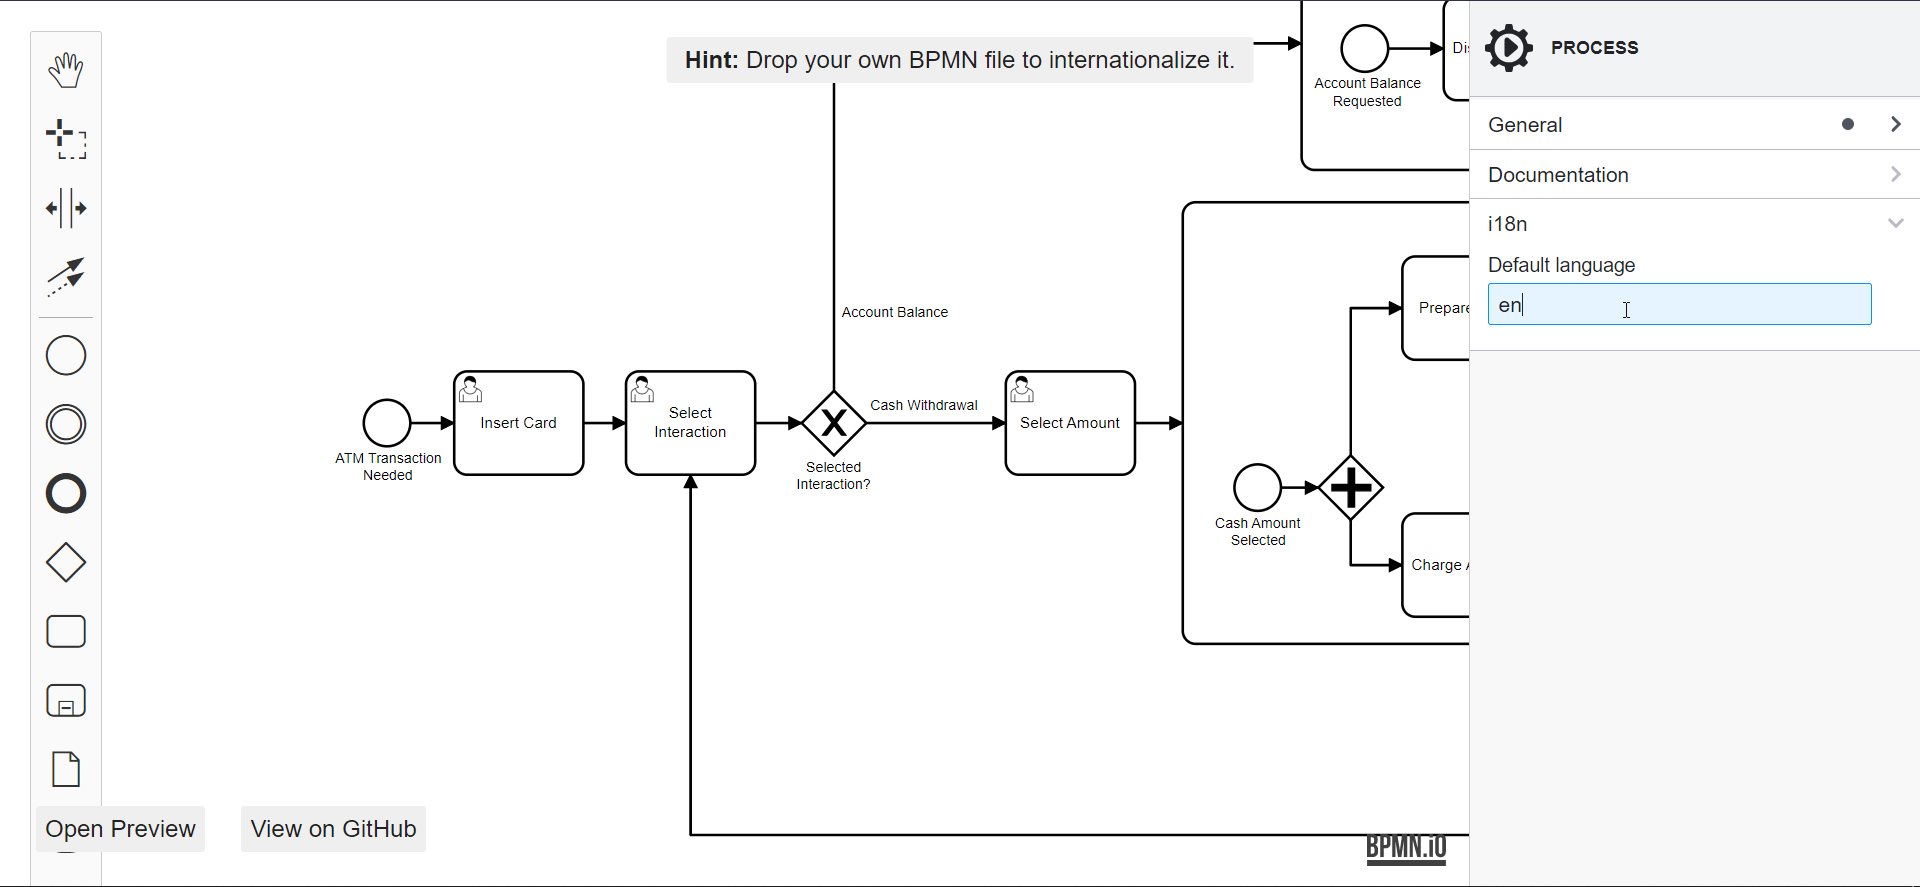 Hint: Drop your own BPMN file to internationalize it.
Account Balance
Requested
Account Balance
ATM Transaction
Needed
Insert Card
Select
Interaction
Selected
Interaction?
Cash Withdrawal
Select Amount
Cash Amount
Selected
Prepare
Charge
Open Preview
View on GitHub
BPMN.iO
PROCESS
General
Documentation
i18n
Default language
en